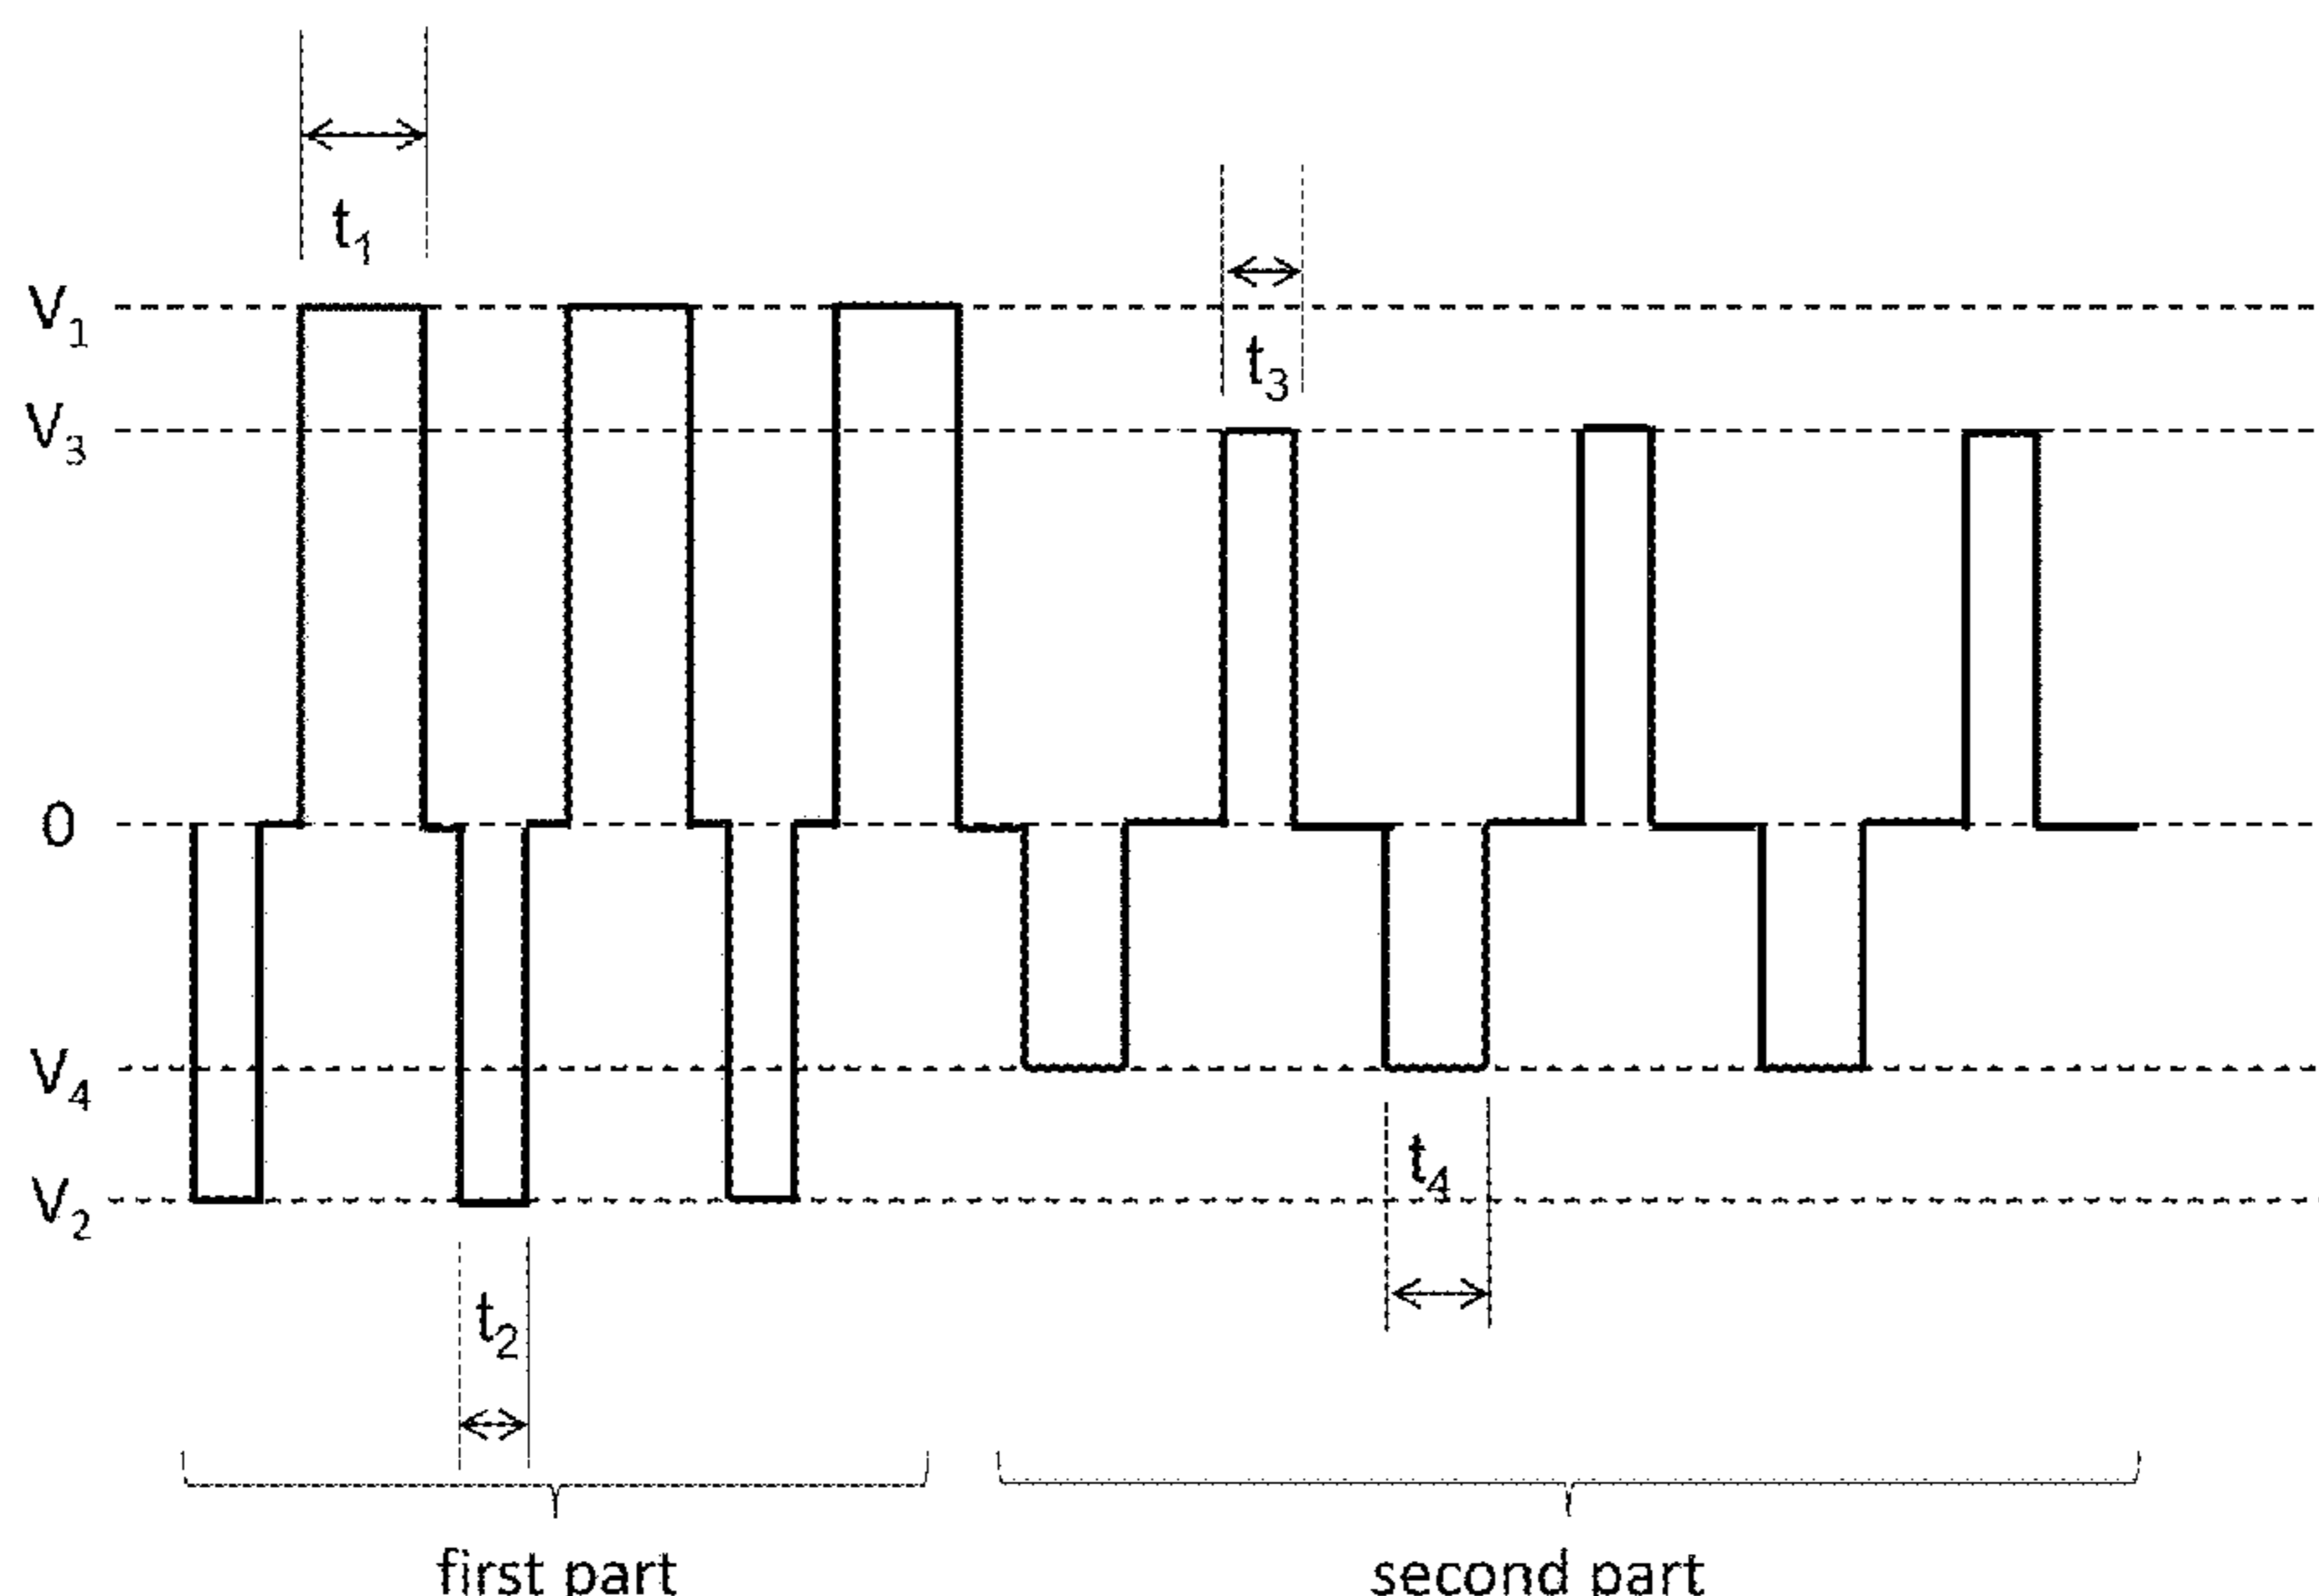 t₁
V₁
t₃
V₃
0
V₄
t₄
V₂
t₂
first part
second part